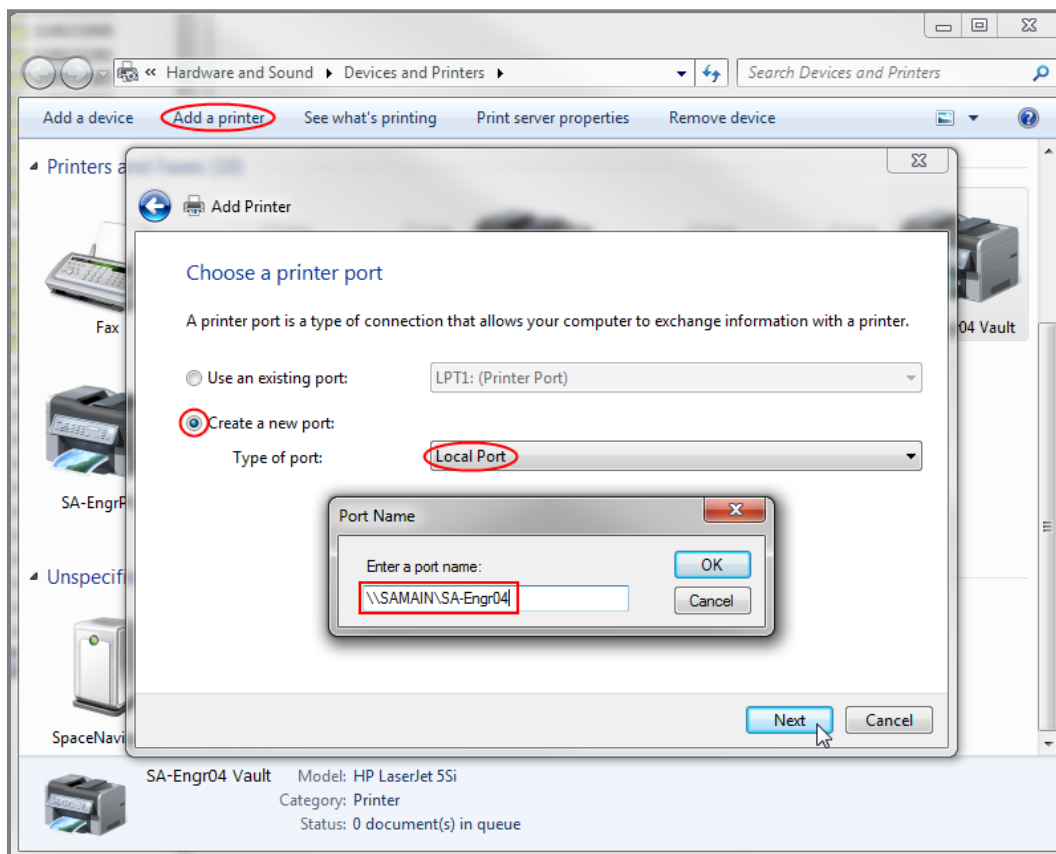 « Hardware and Sound ▸ Devices and Printers ▸
Search Devices and Printers
Add a device Add a printer See what's printing Print server properties Remove device
Printers a
Add Printer
Choose a printer port
A printer port is a type of connection that allows your computer to exchange information with a printer.
Fax
04 Vault
Use an existing port: LPT1: (Printer Port)
Create a new port:
Type of port: Local Port
SA-EngrP
Port Name
Enter a port name:
OK
\\SAMAIN\SA-Engr04
Cancel
Unspecifi
Next Cancel
SpaceNavi
SA-Engr04 Vault Model: HP LaserJet 5Si
Category: Printer
Status: 0 document(s) in queue